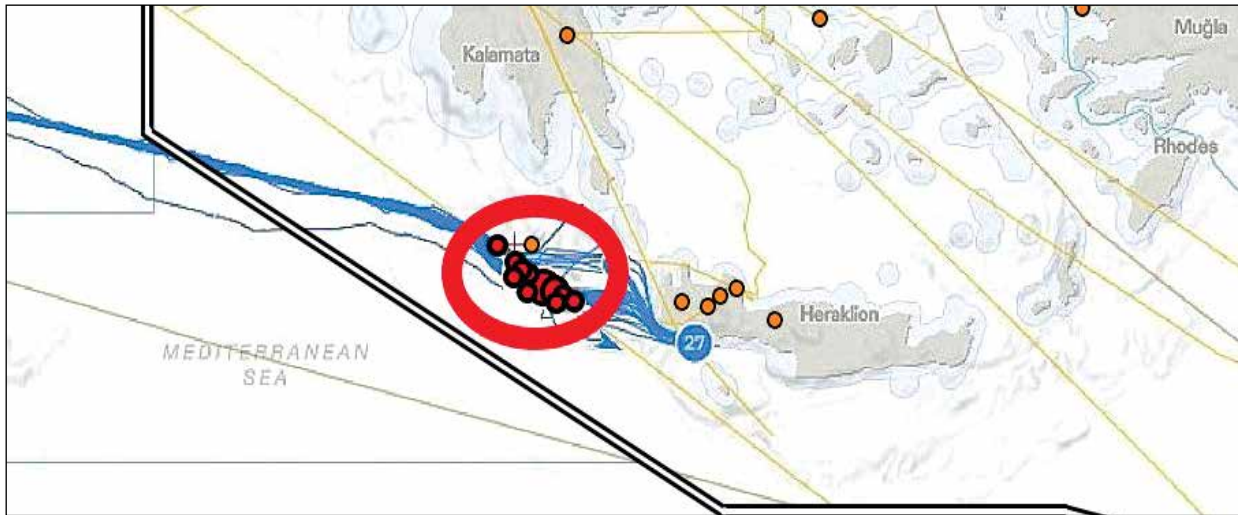 Muğla
Kalamata
Rhodes
Heraklion
27
MEDITERRANEAN
SEA